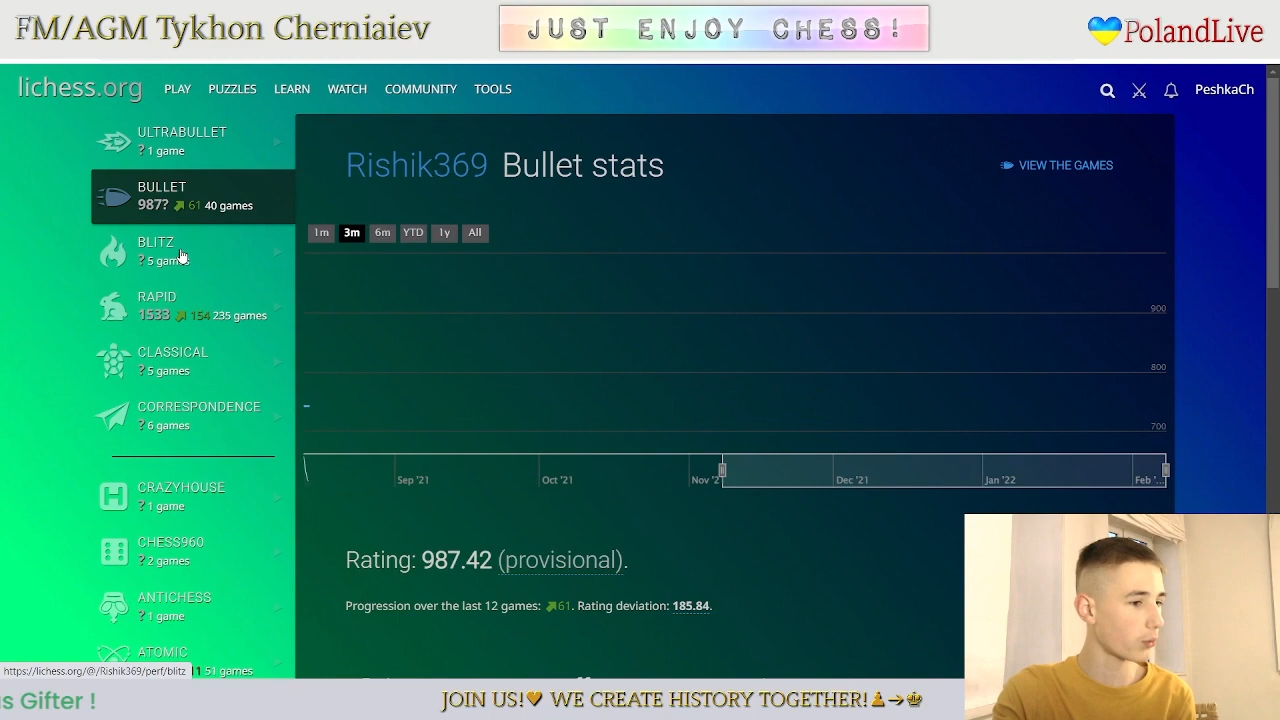 FM/AGM Tykhon Cherniaiev
JUST ENJOY CHESS!
PolandLive
lichess.org
PLAY PUZZLES LEARN WATCH COMMUNITY TOOLS
PeshkaCh
ULTRABULLET
? 1 game
BULLET
987? 61 40 games
BLITZ
? 5 games
RAPID
1533 154 235 games
CLASSICAL
? 5 games
CORRESPONDENCE
? 6 games
CRAZYHOUSE
? 1 game
CHESS960
? 2 games
ANTICHESS
? 1 game
ATOMIC
51 games
Rishik369 Bullet stats
VIEW THE GAMES
1m 3m 6m YTD 1y All
900
800
700
Sep '21 Oct '21 Nov '2 Dec '21 Jan '22 Feb '...
Rating: 987.42 (provisional).
Progression over the last 12 games: 61. Rating deviation: 185.84.
https://lichess.org/@/Rishik369/perf/blitz
s Gifter !
JOIN US!🧡 WE CREATE HISTORY TOGETHER!♟➔♚